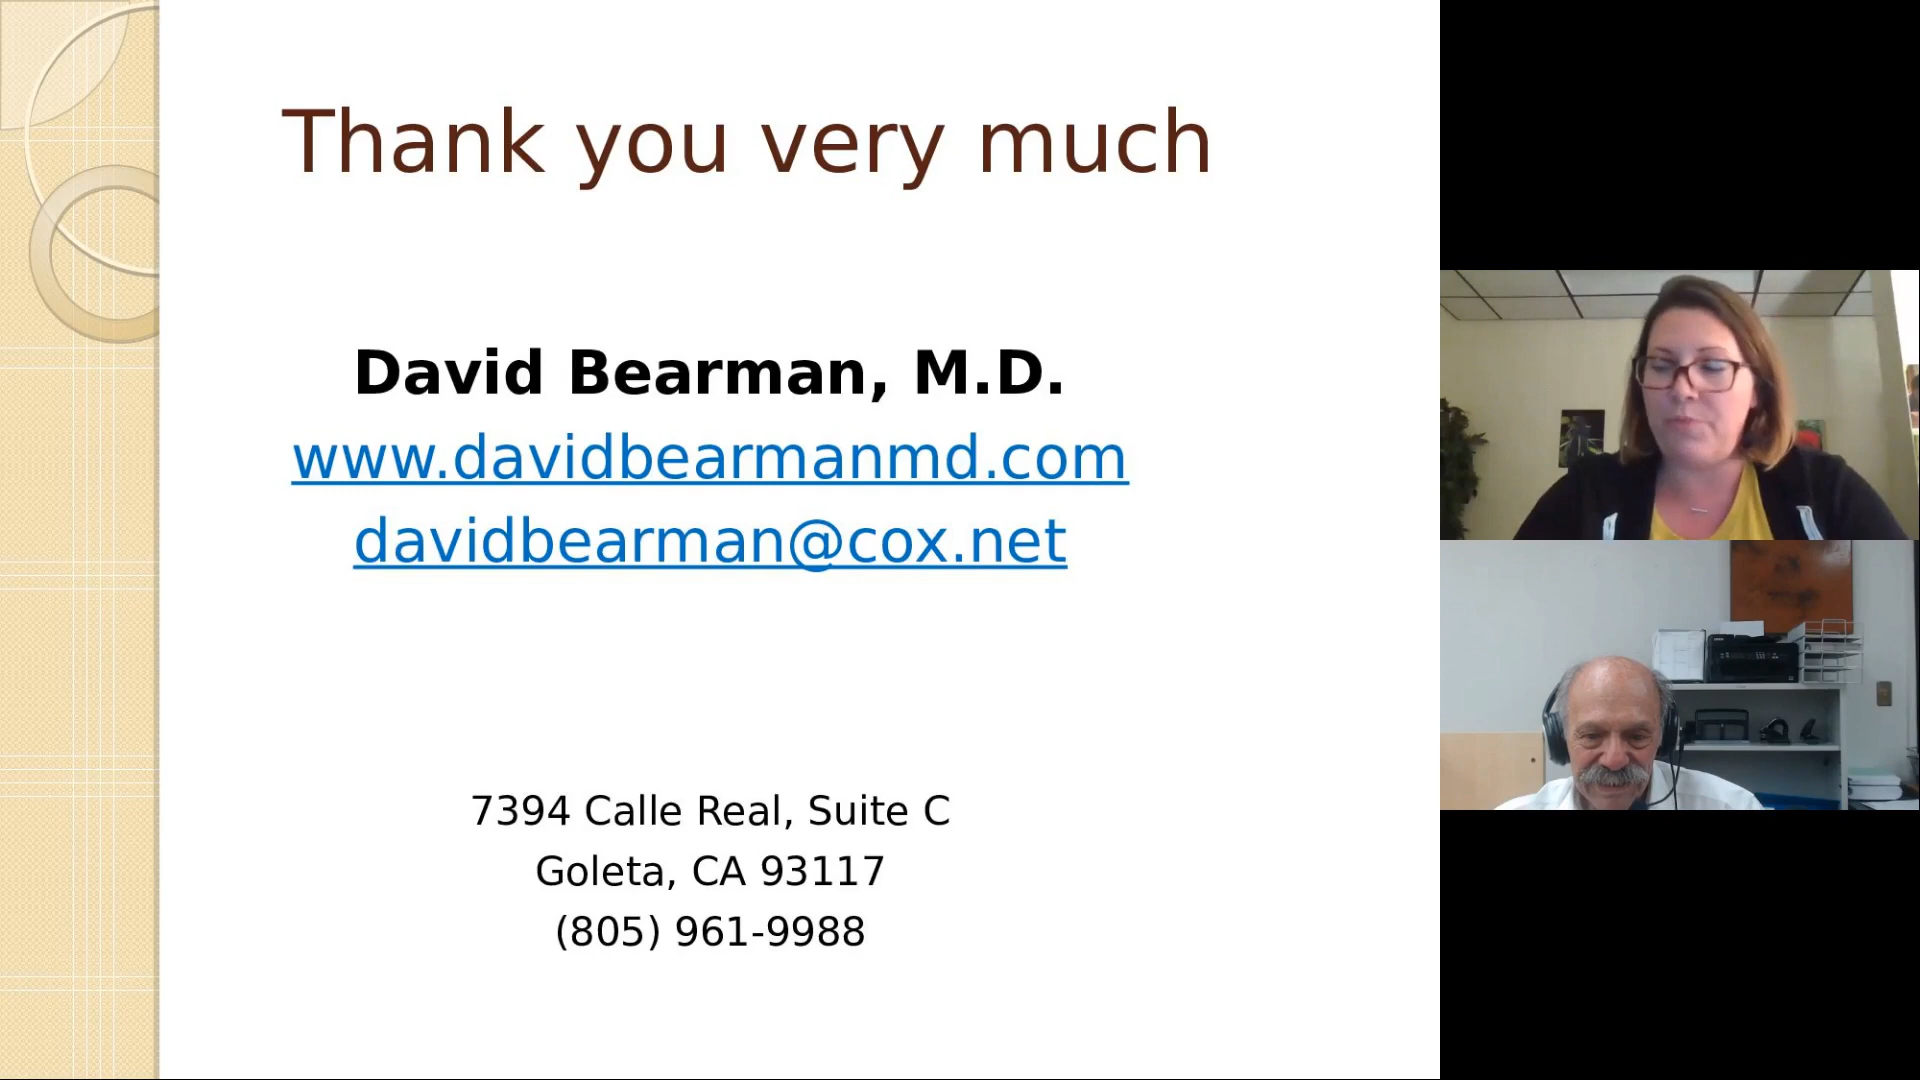 Thank you very much
David Bearman, M.D.
www.davidbearmanmd.com
davidbearman@cox.net
7394 Calle Real, Suite C
Goleta, CA 93117
(805) 961-9988